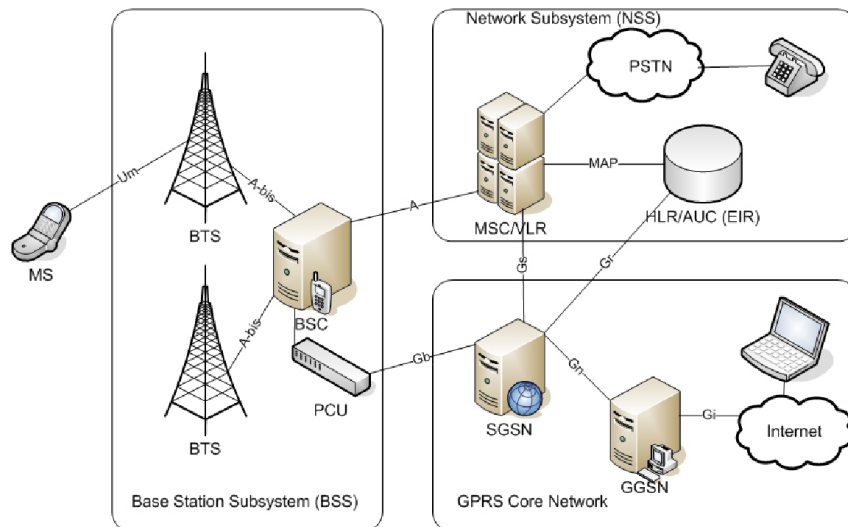 Network Subsystem (NSS)
PSTN
Um
A-bis
MAP
BTS
A
MSC/VLR
HLR/AUC (EIR)
MS
Gs
Gr
BSC
A-bis
Gb
Gn
PCU
SGSN
Gi
Internet
BTS
GGSN
Base Station Subsystem (BSS)
GPRS Core Network